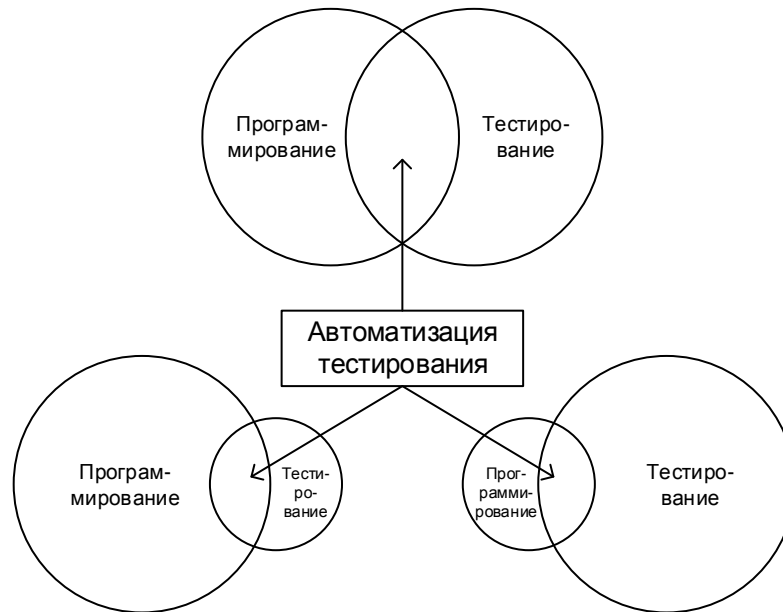 Програм-
мирование
Тестиро-
вание
Автоматизация
тестирования
Програм-
мирование
Тести-
ро-
вание
Прог-
рамми-
рование
Тестиро-
вание